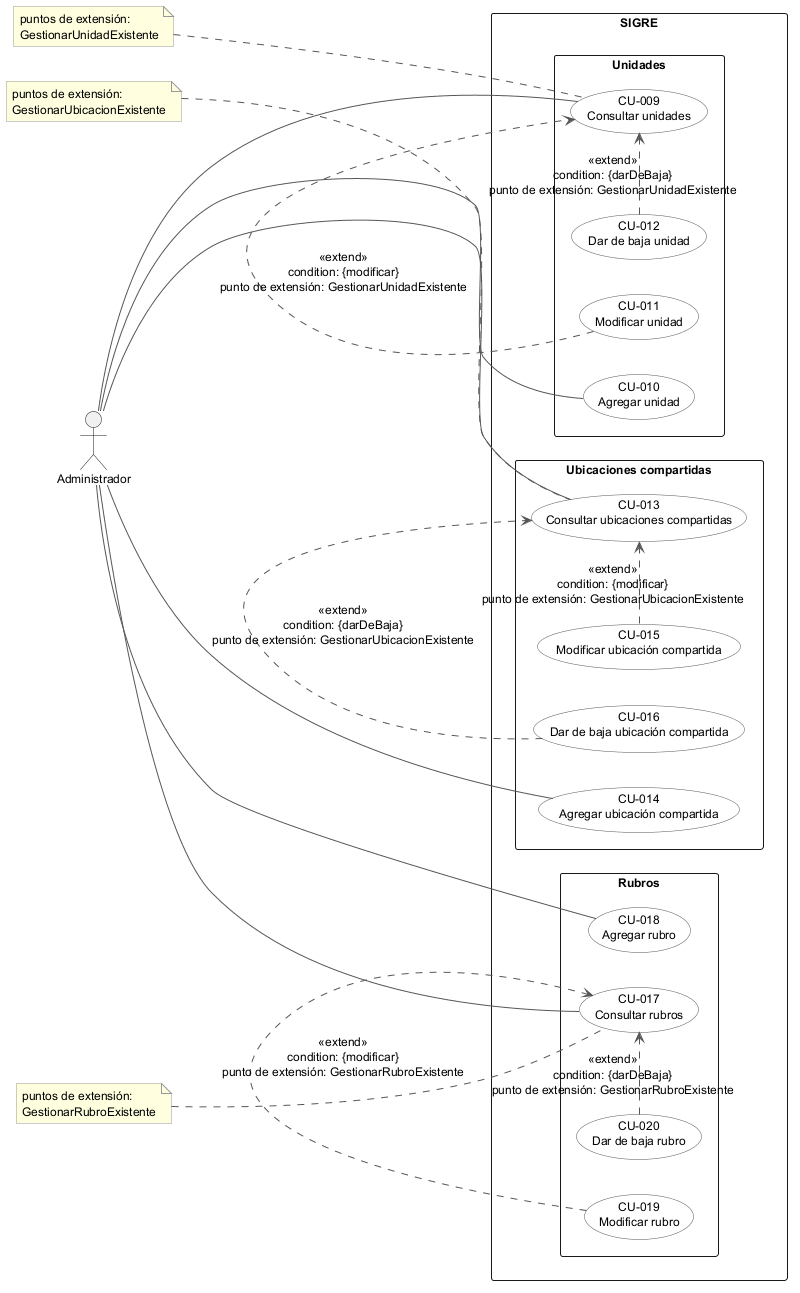 puntos de extensión:
GestionarUnidadExistente
puntos de extensión:
GestionarUbicacionExistente
SIGRE
Unidades
CU-009
Consultar unidades
«extend»
condition: {darDeBaja}
punto de extensión: GestionarUnidadExistente
CU-012
Dar de baja unidad
«extend»
condition: {modificar}
punto de extensión: GestionarUnidadExistente
CU-011
Modificar unidad
CU-010
Agregar unidad
Administrador
Ubicaciones compartidas
CU-013
Consultar ubicaciones compartidas
«extend»
condition: {modificar}
punto de extensión: GestionarUbicacionExistente
«extend»
condition: {darDeBaja}
punto de extensión: GestionarUbicacionExistente
CU-015
Modificar ubicación compartida
CU-016
Dar de baja ubicación compartida
CU-014
Agregar ubicación compartida
Rubros
CU-018
Agregar rubro
CU-017
Consultar rubros
«extend»
condition: {modificar}
punto de extensión: GestionarRubroExistente
«extend»
condition: {darDeBaja}
punto de extensión: GestionarRubroExistente
puntos de extensión:
GestionarRubroExistente
CU-020
Dar de baja rubro
CU-019
Modificar rubro